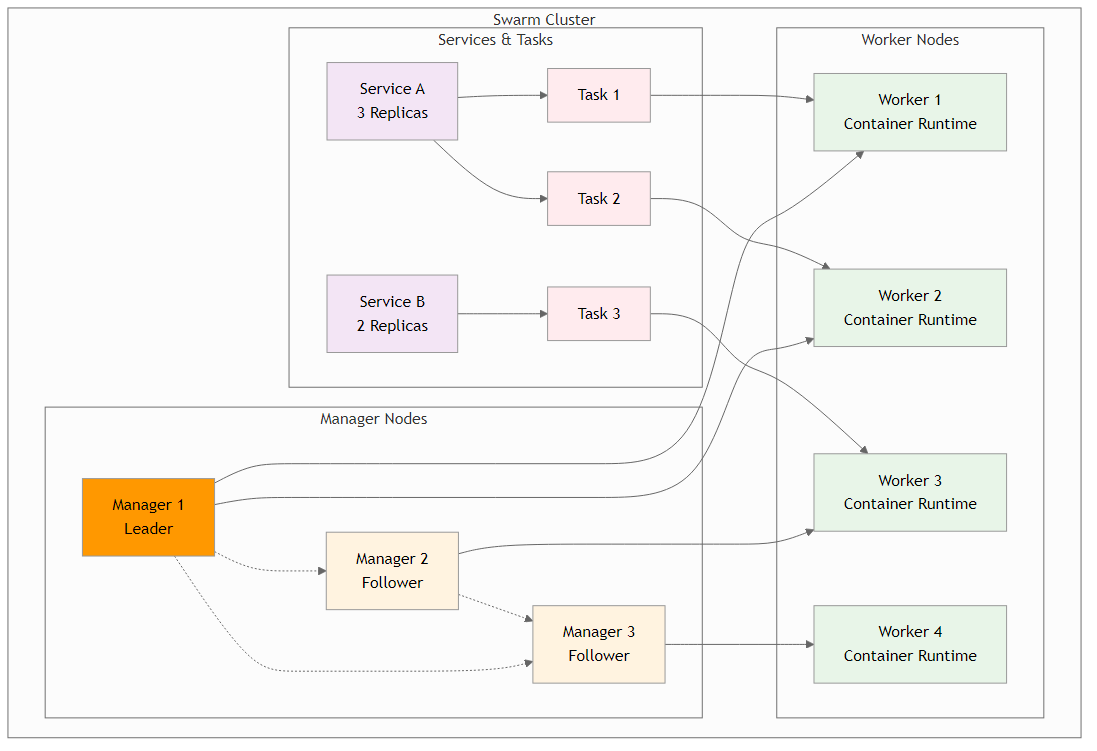 Swarm Cluster
Services & Tasks
Service A
3 Replicas
Task 1
Task 2
Service B
2 Replicas
Task 3
Worker Nodes
Worker 1
Container Runtime
Worker 2
Container Runtime
Worker 3
Container Runtime
Worker 4
Container Runtime
Manager Nodes
Manager 1
Leader
Manager 2
Follower
Manager 3
Follower